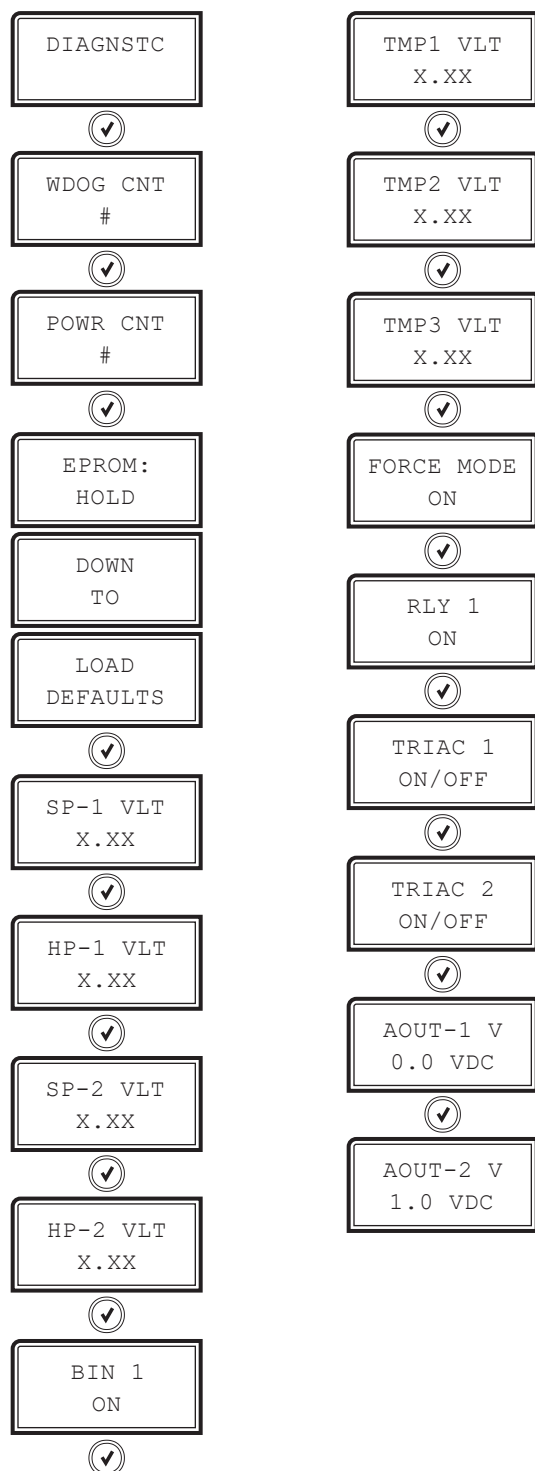 DIAGNSTC
WDOG CNT
#
POWR CNT
#
EPROM:
HOLD
DOWN
TO
LOAD
DEFAULTS
SP-1 VLT
X.XX
HP-1 VLT
X.XX
SP-2 VLT
X.XX
HP-2 VLT
X.XX
BIN 1
ON
TMP1 VLT
X.XX
TMP2 VLT
X.XX
TMP3 VLT
X.XX
FORCE MODE
ON
RLY 1
ON
TRIAC 1
ON/OFF
TRIAC 2
ON/OFF
AOUT-1 V
0.0 VDC
AOUT-2 V
1.0 VDC